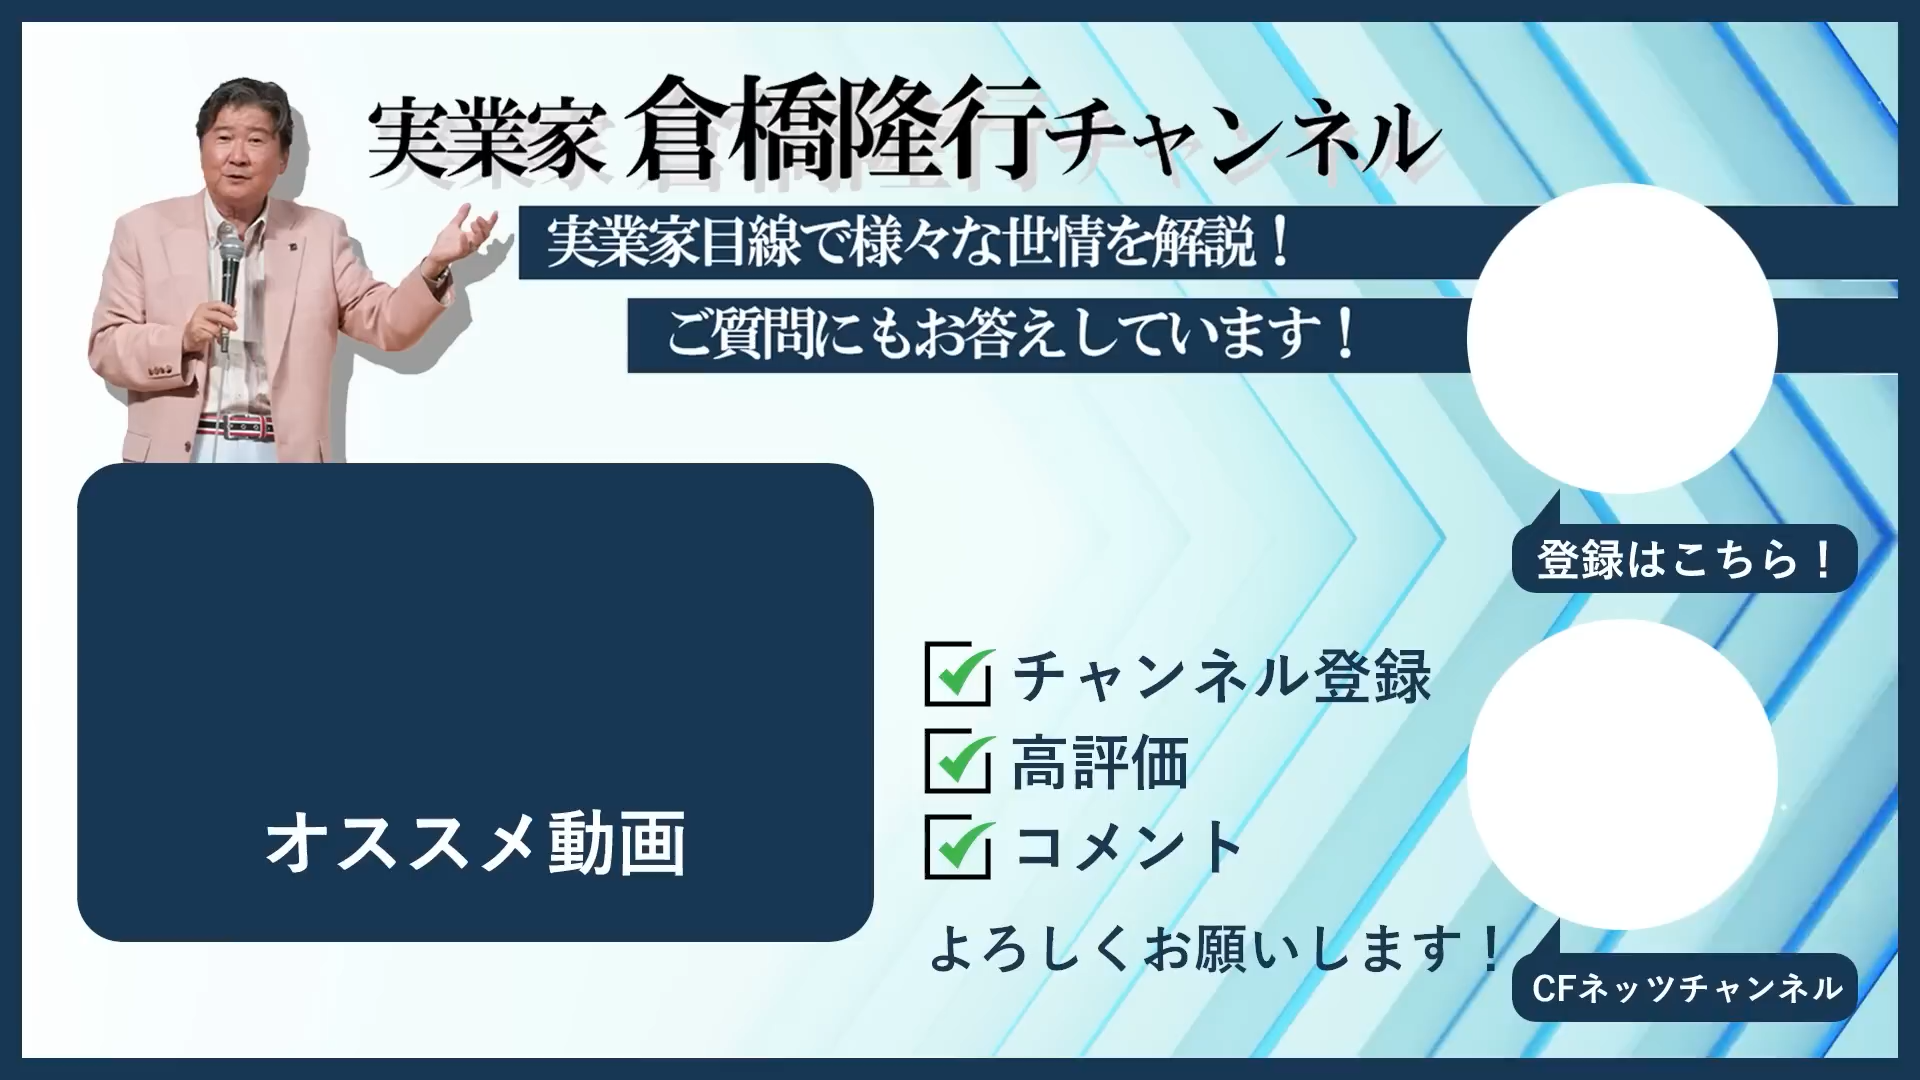 実業家 倉橋隆行チャンネル
実業家目線で様々な世情を解説！
ご質問にもお答えしています！
登録はこちら！
オススメ動画
チャンネル登録
高評価
コメント
よろしくお願いします！
CFネッツチャンネル